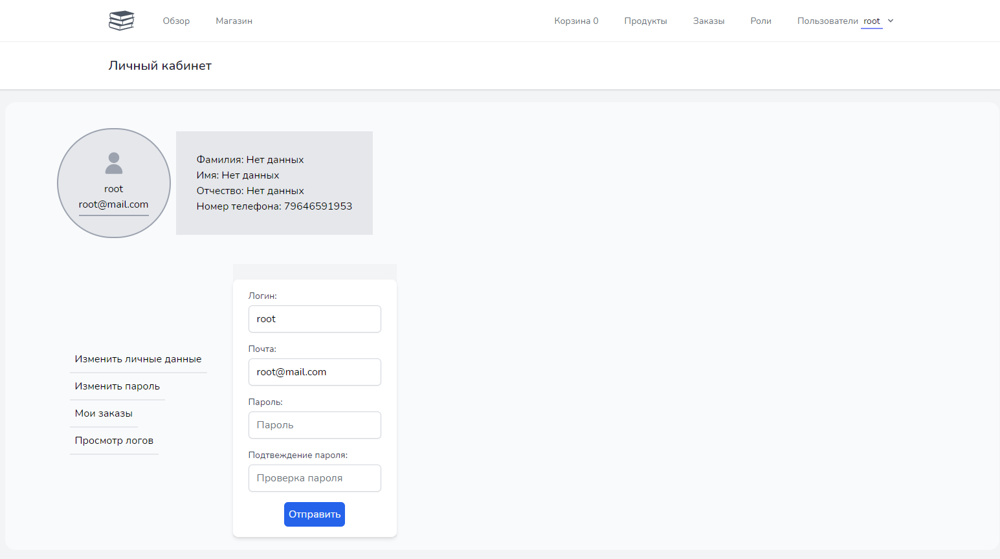 Обзор Магазин Корзина 0 Продукты Заказы Роли Пользователи root
Личный кабинет
root
root@mail.com
Фамилия: Нет данных
Имя: Нет данных
Отчество: Нет данных
Номер телефона: 79646591953
Изменить личные данные
Изменить пароль
Мои заказы
Просмотр логов
Логин:
root
Почта:
root@mail.com
Пароль:
Пароль
Подтвеждение пароля:
Проверка пароля
Отправить